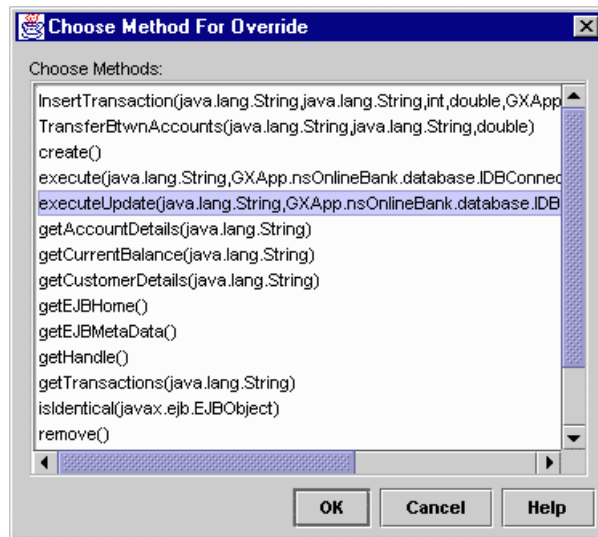 Choose Method For Override
Choose Methods:
InsertTransaction(java.lang.String,java.lang.String,int,double,GXApp
TransferBtwnAccounts(java.lang.String,java.lang.String,double)
create()
execute(java.lang.String,GXApp.nsOnlineBank.database.IDBConnec
executeUpdate(java.lang.String,GXApp.nsOnlineBank.database.IDB
getAccountDetails(java.lang.String)
getCurrentBalance(java.lang.String)
getCustomerDetails(java.lang.String)
getEJBHome()
getEJBMetaData()
getHandle()
getTransactions(java.lang.String)
isIdentical(javax.ejb.EJBObject)
remove()
OK Cancel Help